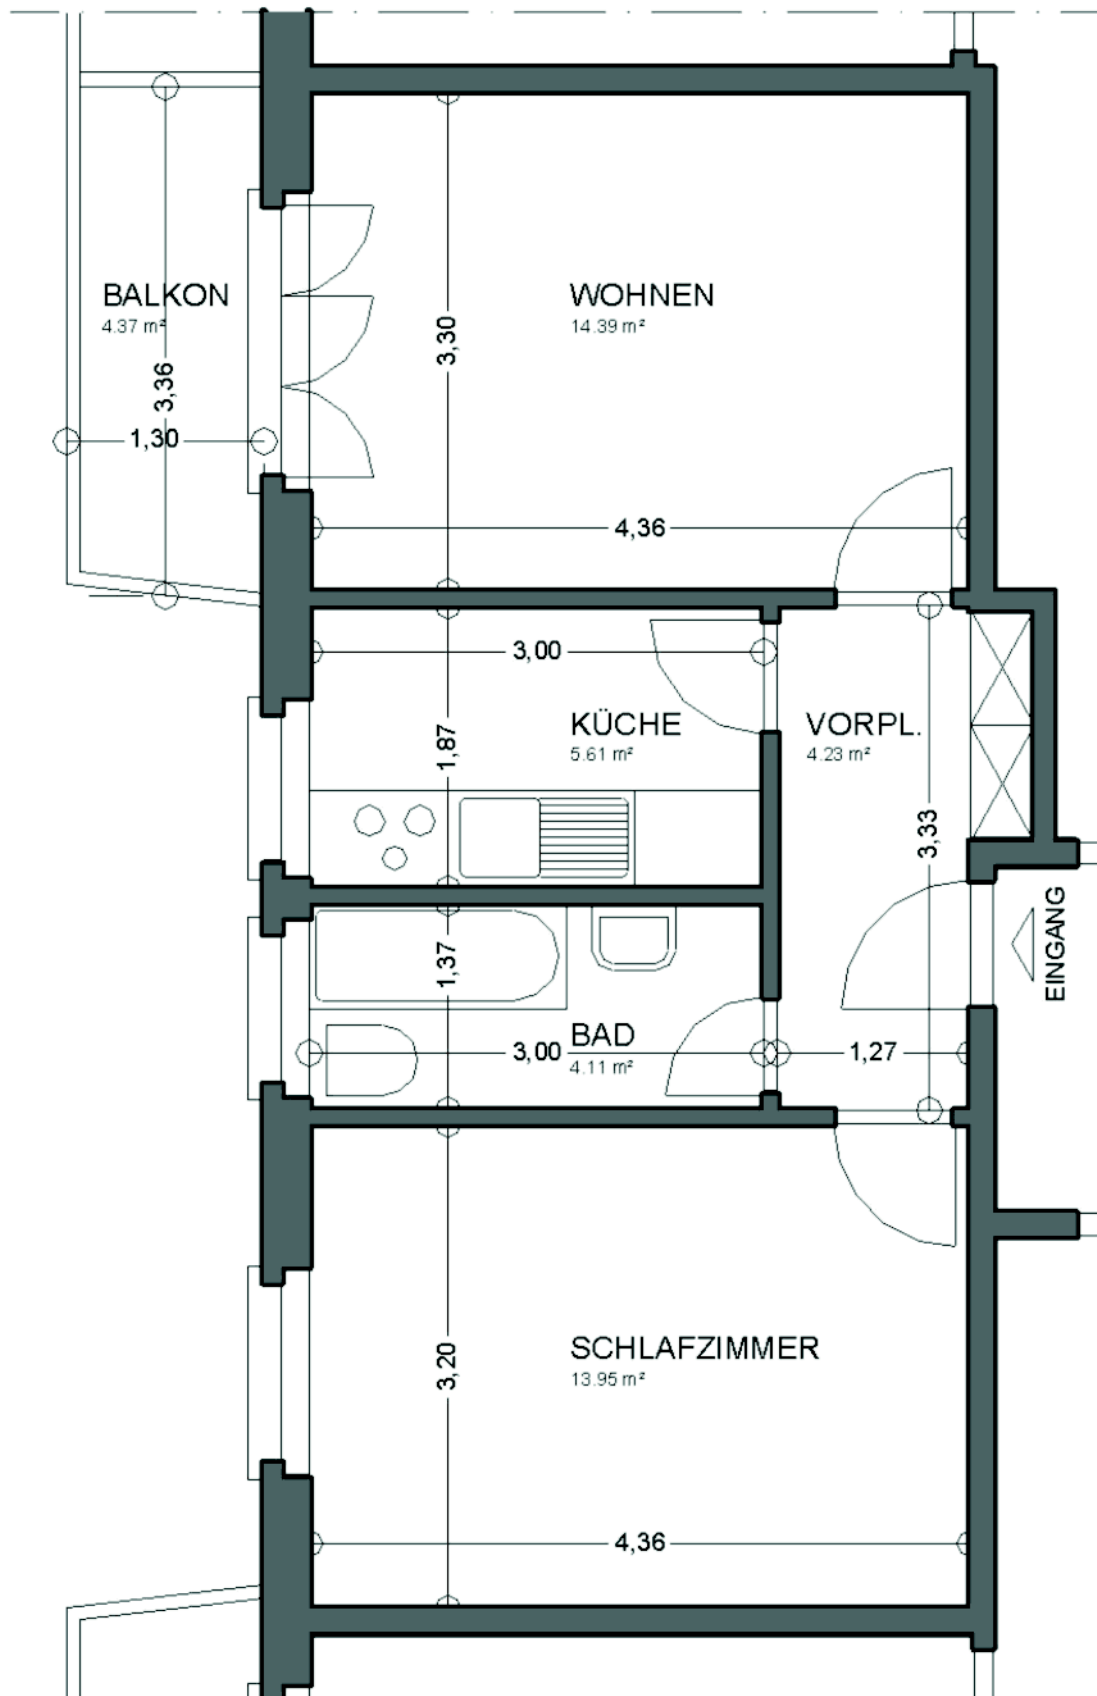 BALKON
4.37 m²
3,36
1,30
WOHNEN
14.39 m²
3,30
4,36
3,00
KÜCHE
5.61 m²
1,87
VORPL.
4.23 m²
3,33
EINGANG
1,37
BAD
3,00
4.11 m²
1,27
SCHLAFZIMMER
13.95 m²
3,20
4,36